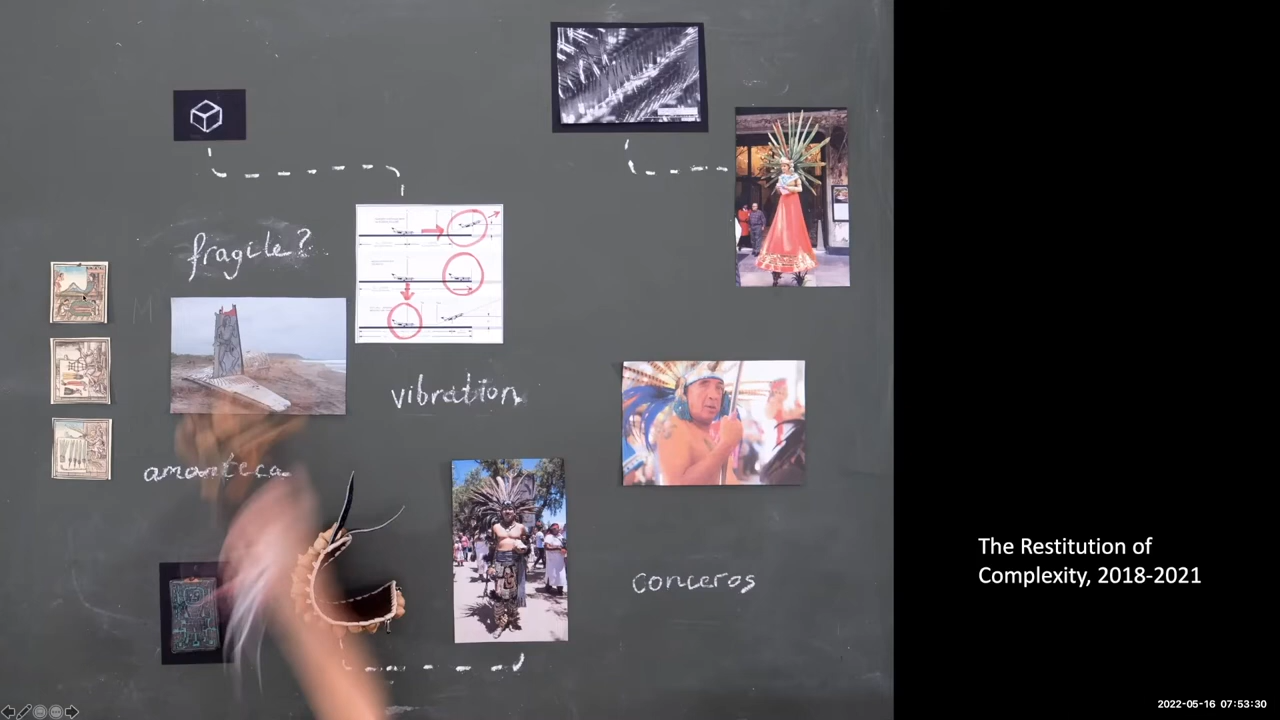 fragile?
vibration
amanteca
conceros
The Restitution of
Complexity, 2018-2021
2022-05-16 07:53:30